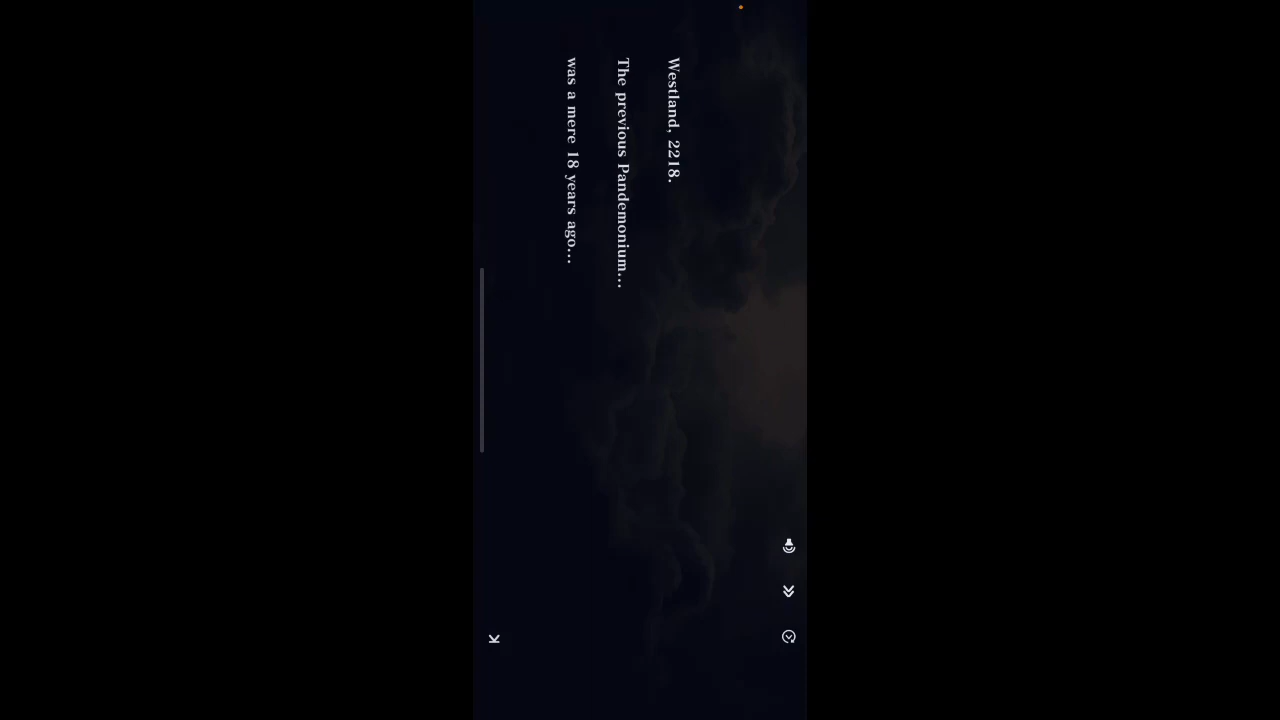 Westland, 2218.
The previous Pandemonium...
was a mere 18 years ago...